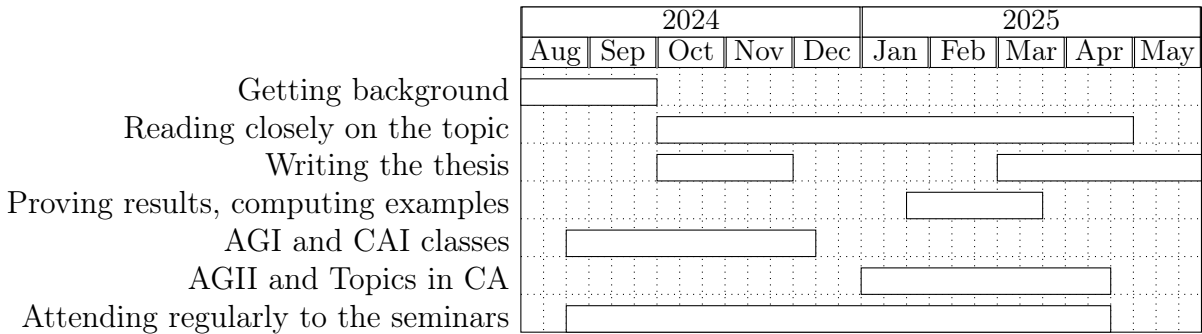 2024 2025
Aug Sep Oct Nov Dec Jan Feb Mar Apr May
Getting background
Reading closely on the topic
Writing the thesis
Proving results, computing examples
AGI and CAI classes
AGII and Topics in CA
Attending regularly to the seminars